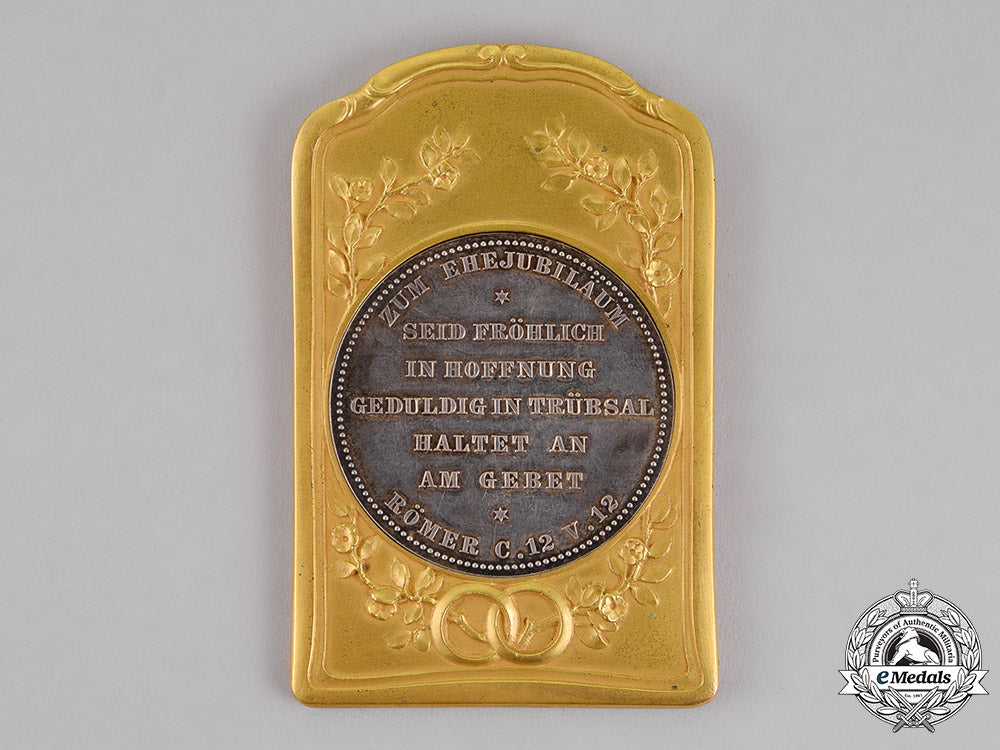 ZUM EHEJUBILÄUM
SEID FRÖHLICH
IN HOFFNUNG
GEDULDIG IN TRÜBSAL
HALTET AN
AM GEBET
RÖMER C. 12 V. 12
Purveyors of Authentic Militaria
eMedals